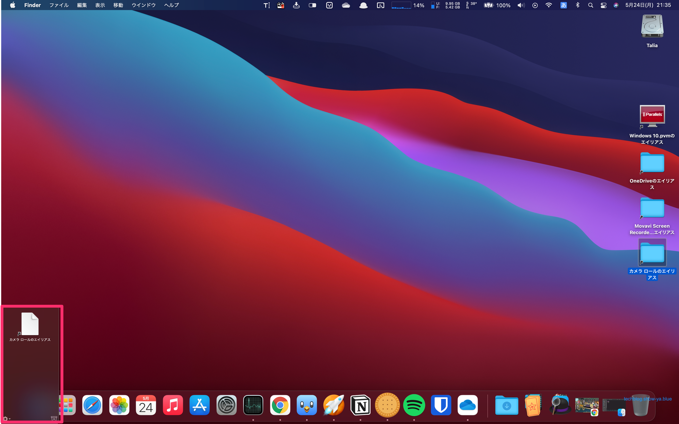 Finder ファイル 編集 表示 移動 ウインドウ ヘルプ
14%
100%
5月24日(月) 21:35
Talia
Parallels
Windows 10.pvmの
エイリアス
OneDriveのエイリア
ス
Movavi Screen
Recorde...エイリアス
カメラ ロールのエイリ
アス
カメラ ロールのエイリアス
24